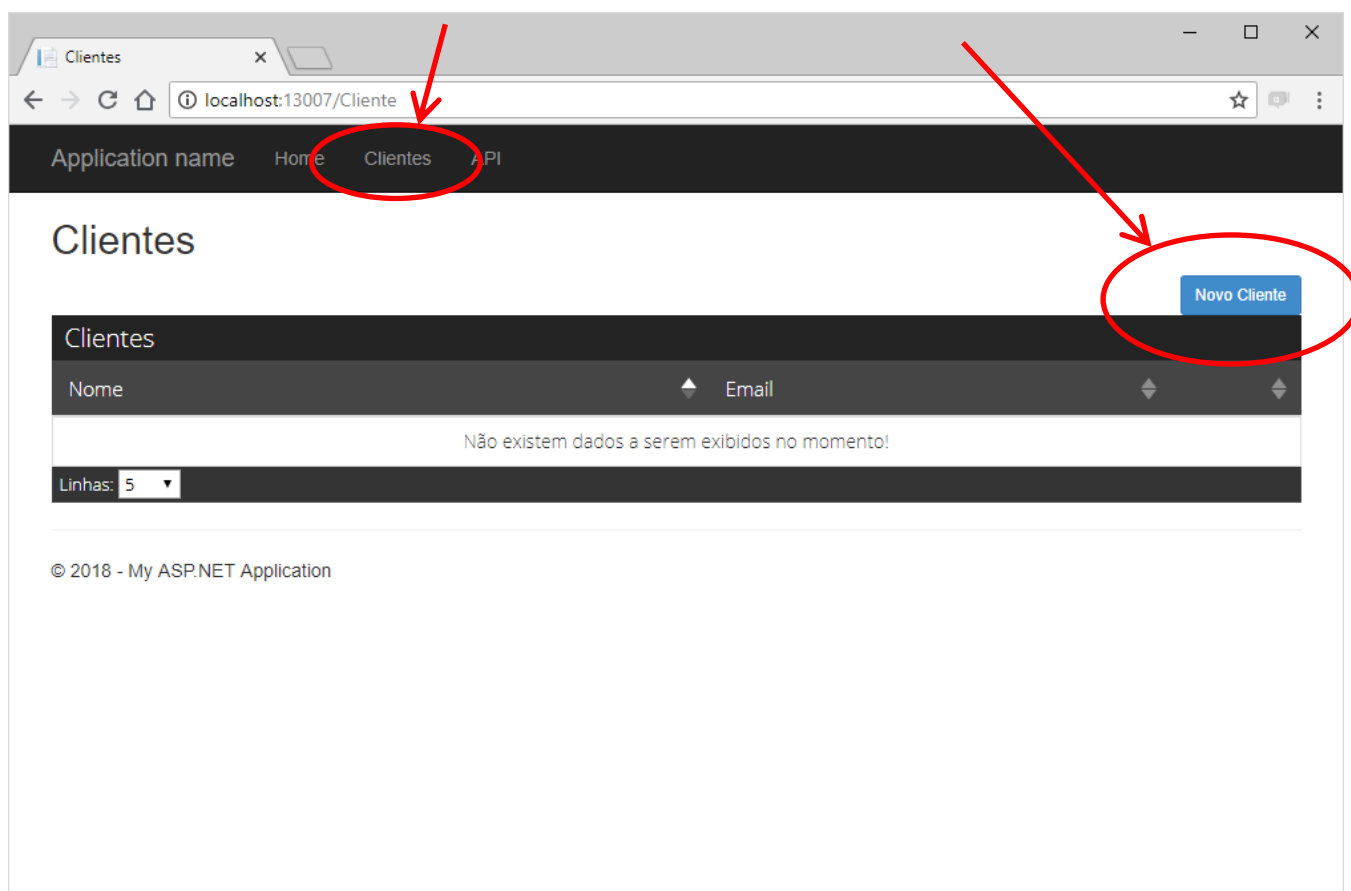 Clientes
localhost:13007/Cliente
Application name Home Clientes API
Clientes
Novo Cliente
Clientes
Nome Email
Não existem dados a serem exibidos no momento!
Linhas: 5
© 2018 - My ASP.NET Application